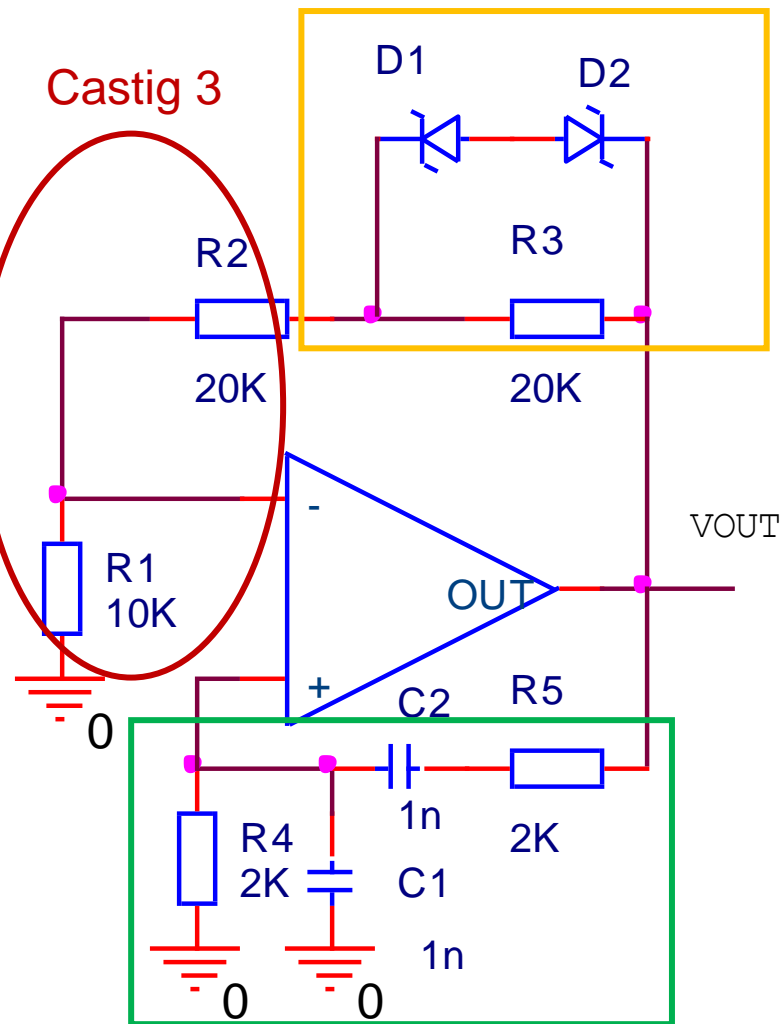 D1
D2
Castig 3
R2
R3
20K
20K
-
VOUT
R1
10K
OUT
+
C2
R5
0
1n
2K
R4
2K
C1
1n
0
0